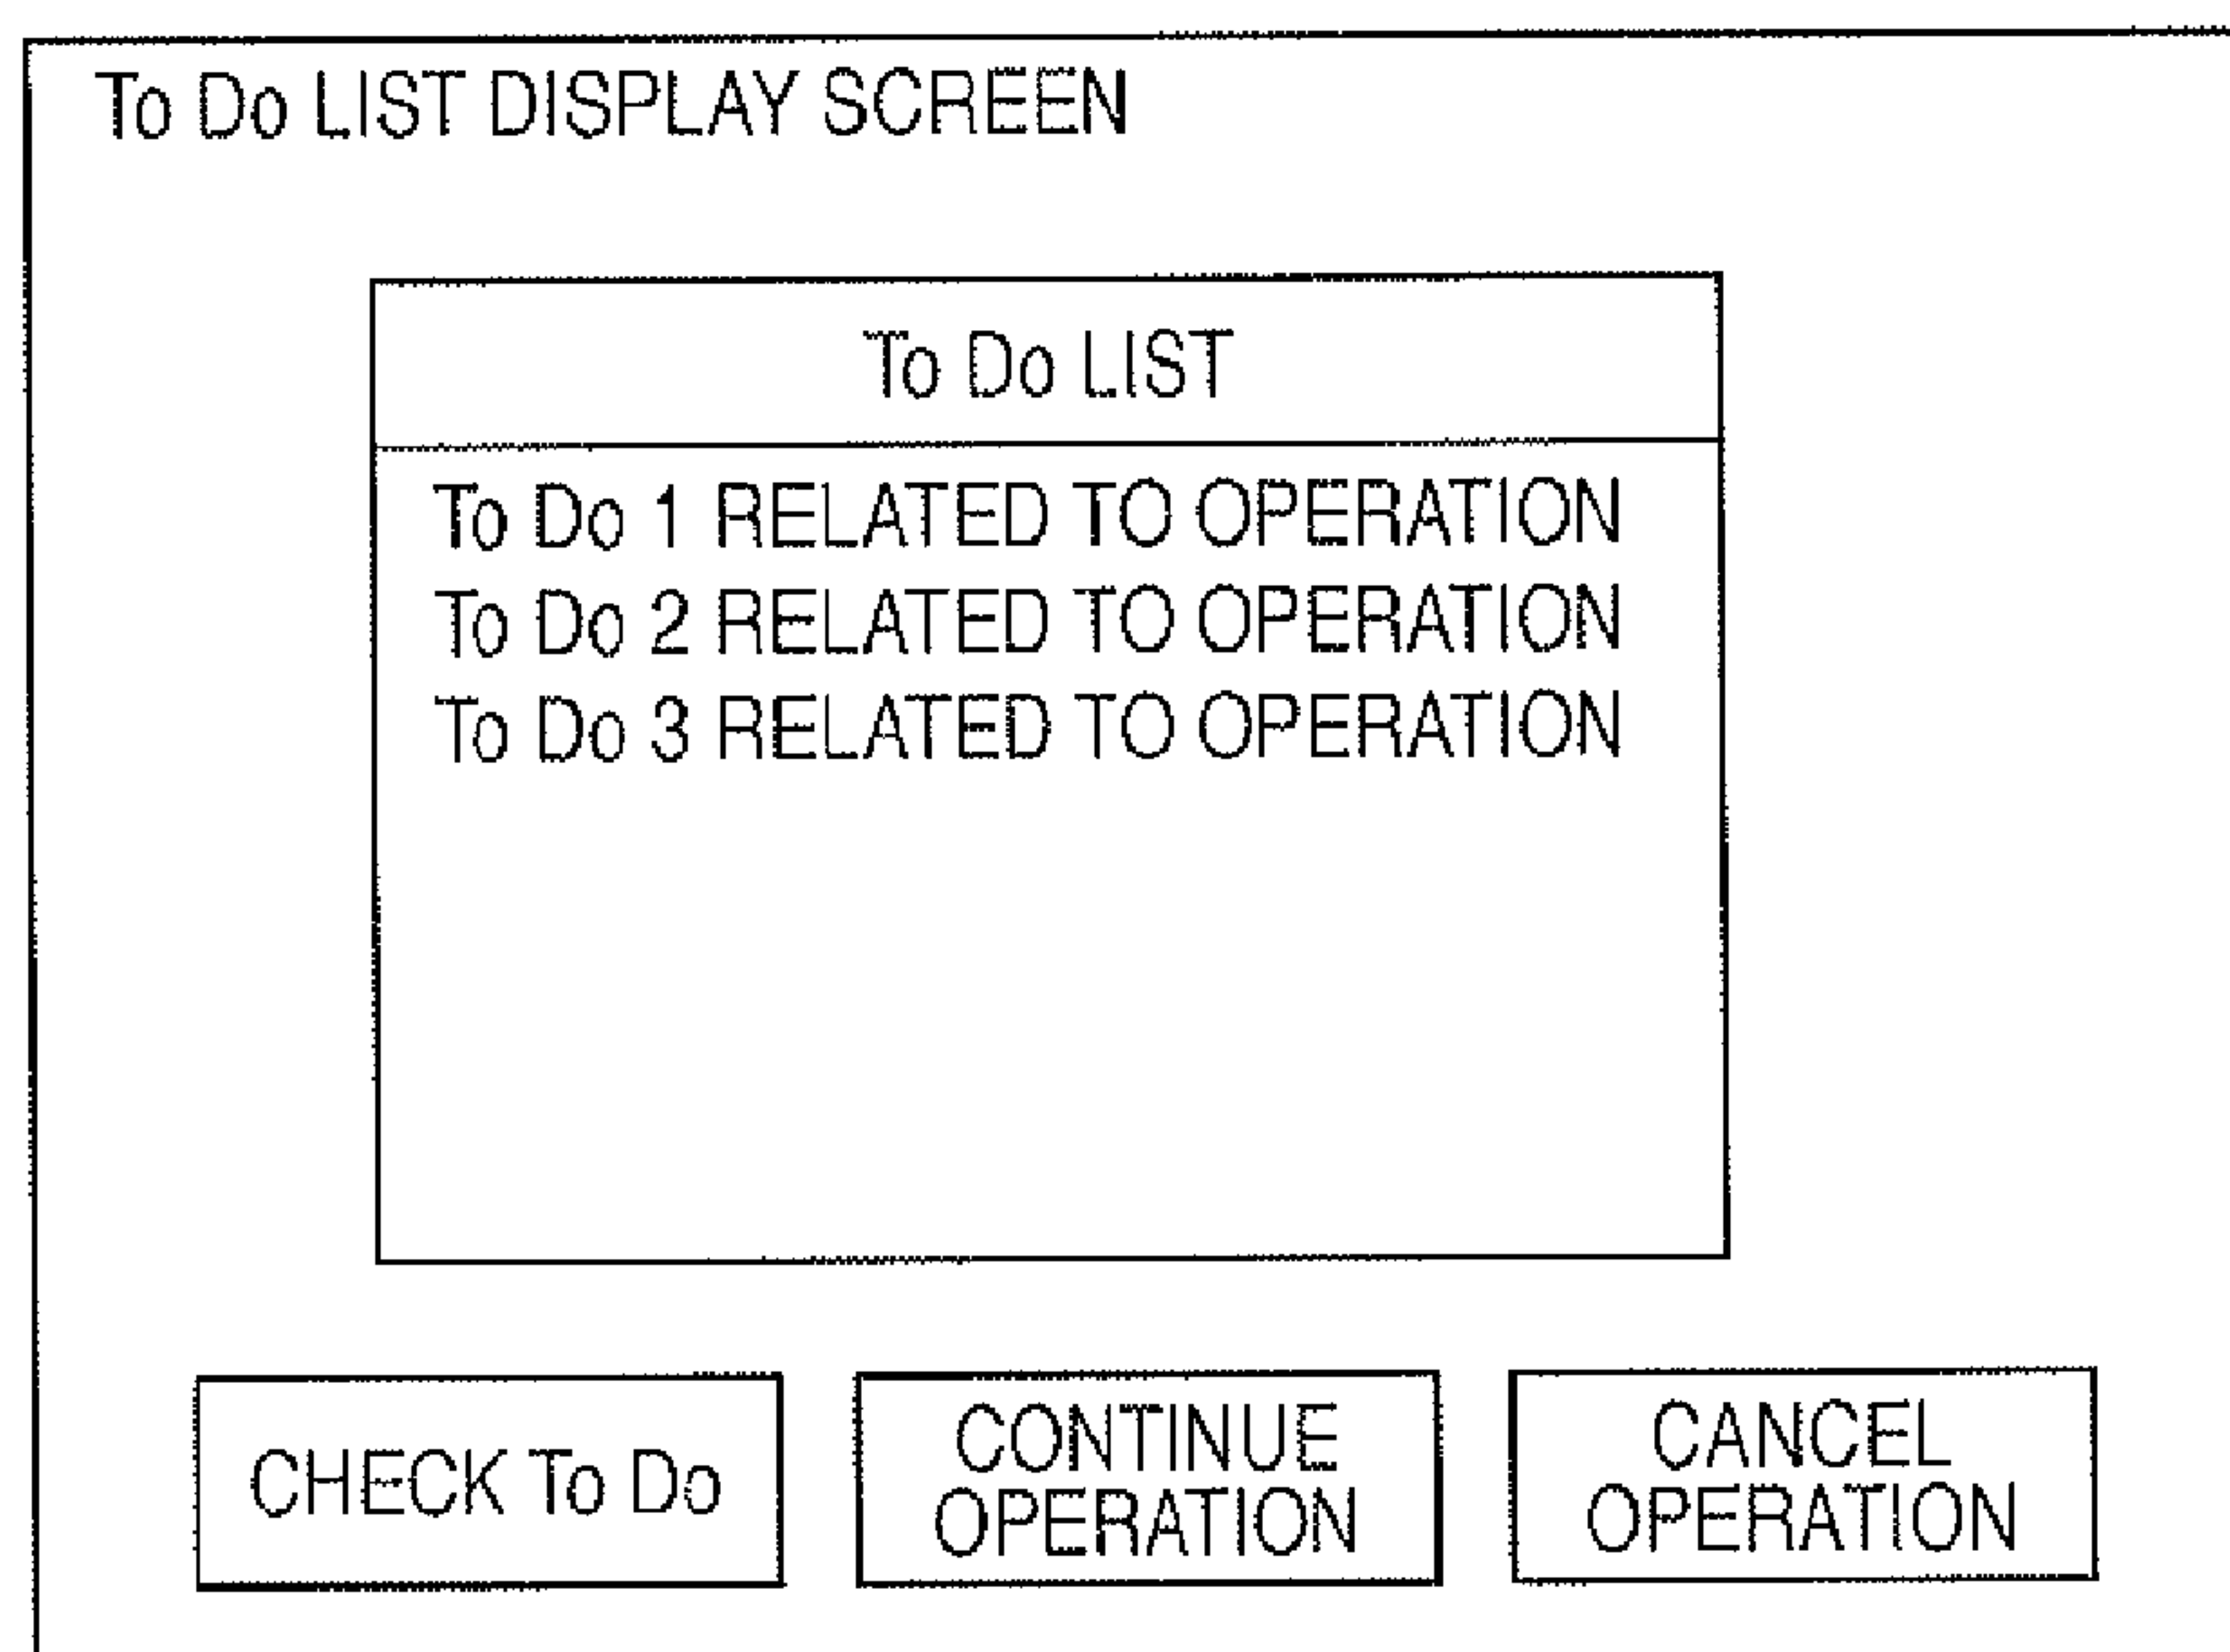 To Do LIST DISPLAY SCREEN
To Do LIST
To Do 1 RELATED TO OPERATION
To Do 2 RELATED TO OPERATION
To Do 3 RELATED TO OPERATION
CHECK To Do
CONTINUE
OPERATION
CANCEL
OPERATION